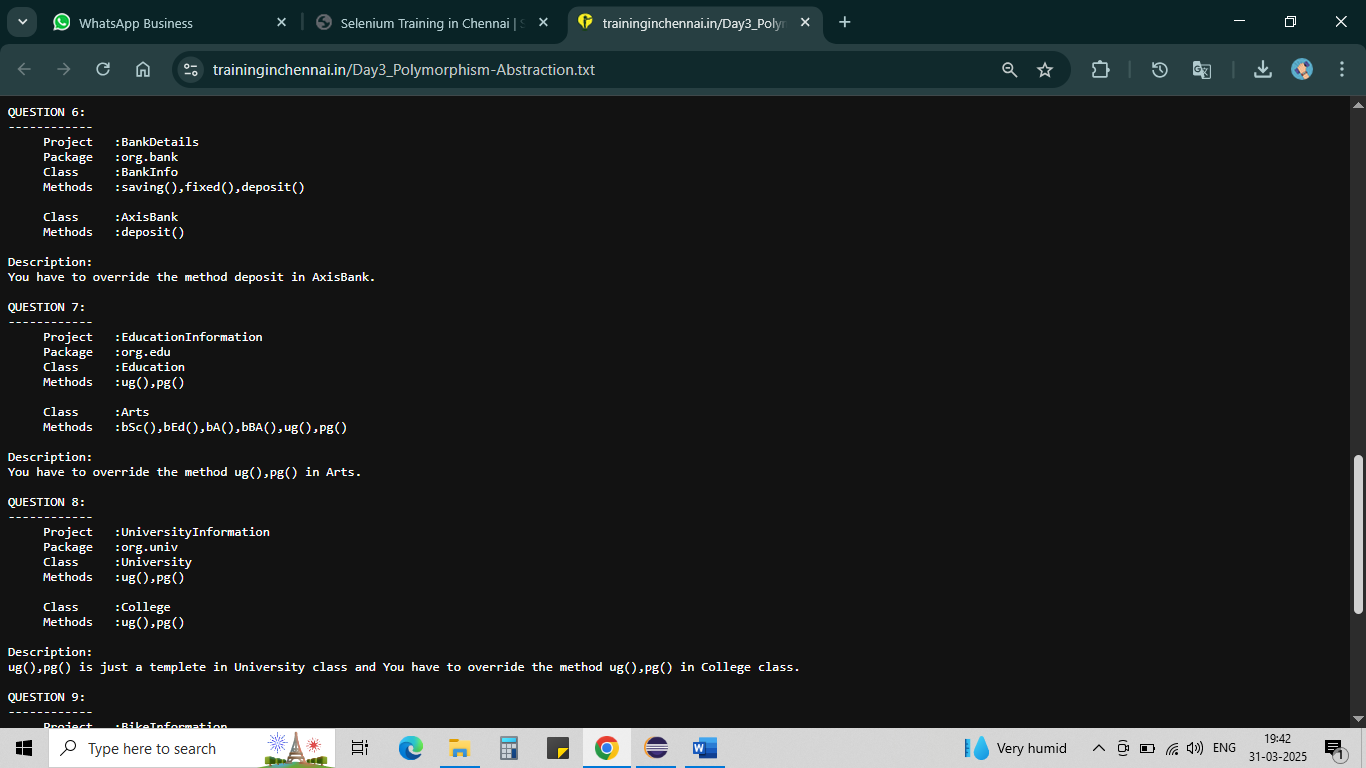 WhatsApp Business
Selenium Training in Chennai | S
traininginchennai.in/Day3_Polyn
traininginchennai.in/Day3_Polymorphism-Abstraction.txt
QUESTION 6:
------------
Project :BankDetails
Package :org.bank
Class :BankInfo
Methods :saving(),fixed(),deposit()
Class :AxisBank
Methods :deposit()
Description:
You have to override the method deposit in AxisBank.
QUESTION 7:
------------
Project :EducationInformation
Package :org.edu
Class :Education
Methods :ug(),pg()
Class :Arts
Methods :bSc(),bEd(),bA(),bBA(),ug(),pg()
Description:
You have to override the method ug(),pg() in Arts.
QUESTION 8:
------------
Project :UniversityInformation
Package :org.univ
Class :University
Methods :ug(),pg()
Class :College
Methods :ug(),pg()
Description:
ug(),pg() is just a templete in University class and You have to override the method ug(),pg() in College class.
QUESTION 9:
------------
Project :BikeInformation
Type here to search
Very humid
ENG
19:42
31-03-2025
1